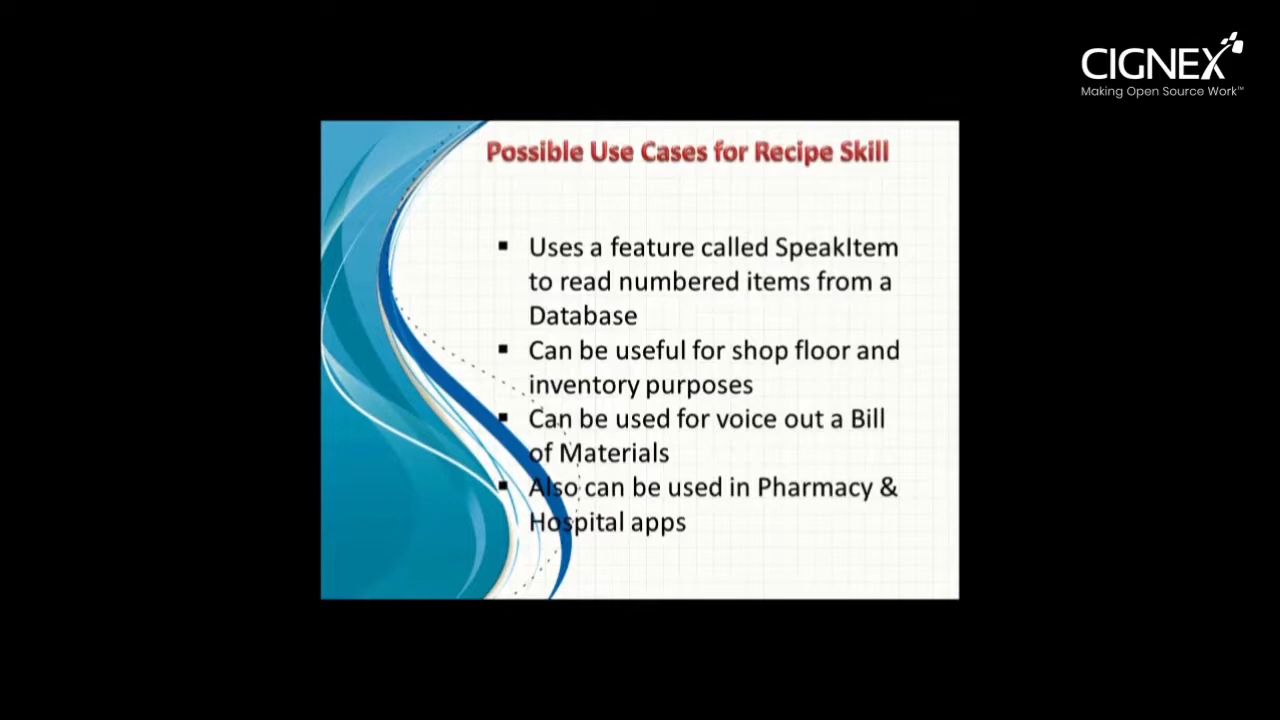 CIGNEX
Making Open Source Work™
Possible Use Cases for Recipe Skill
▪ Uses a feature called SpeakItem
to read numbered items from a
Database
▪ Can be useful for shop floor and
inventory purposes
▪ Can be used for voice out a Bill
of Materials
▪ Also can be used in Pharmacy &
Hospital apps